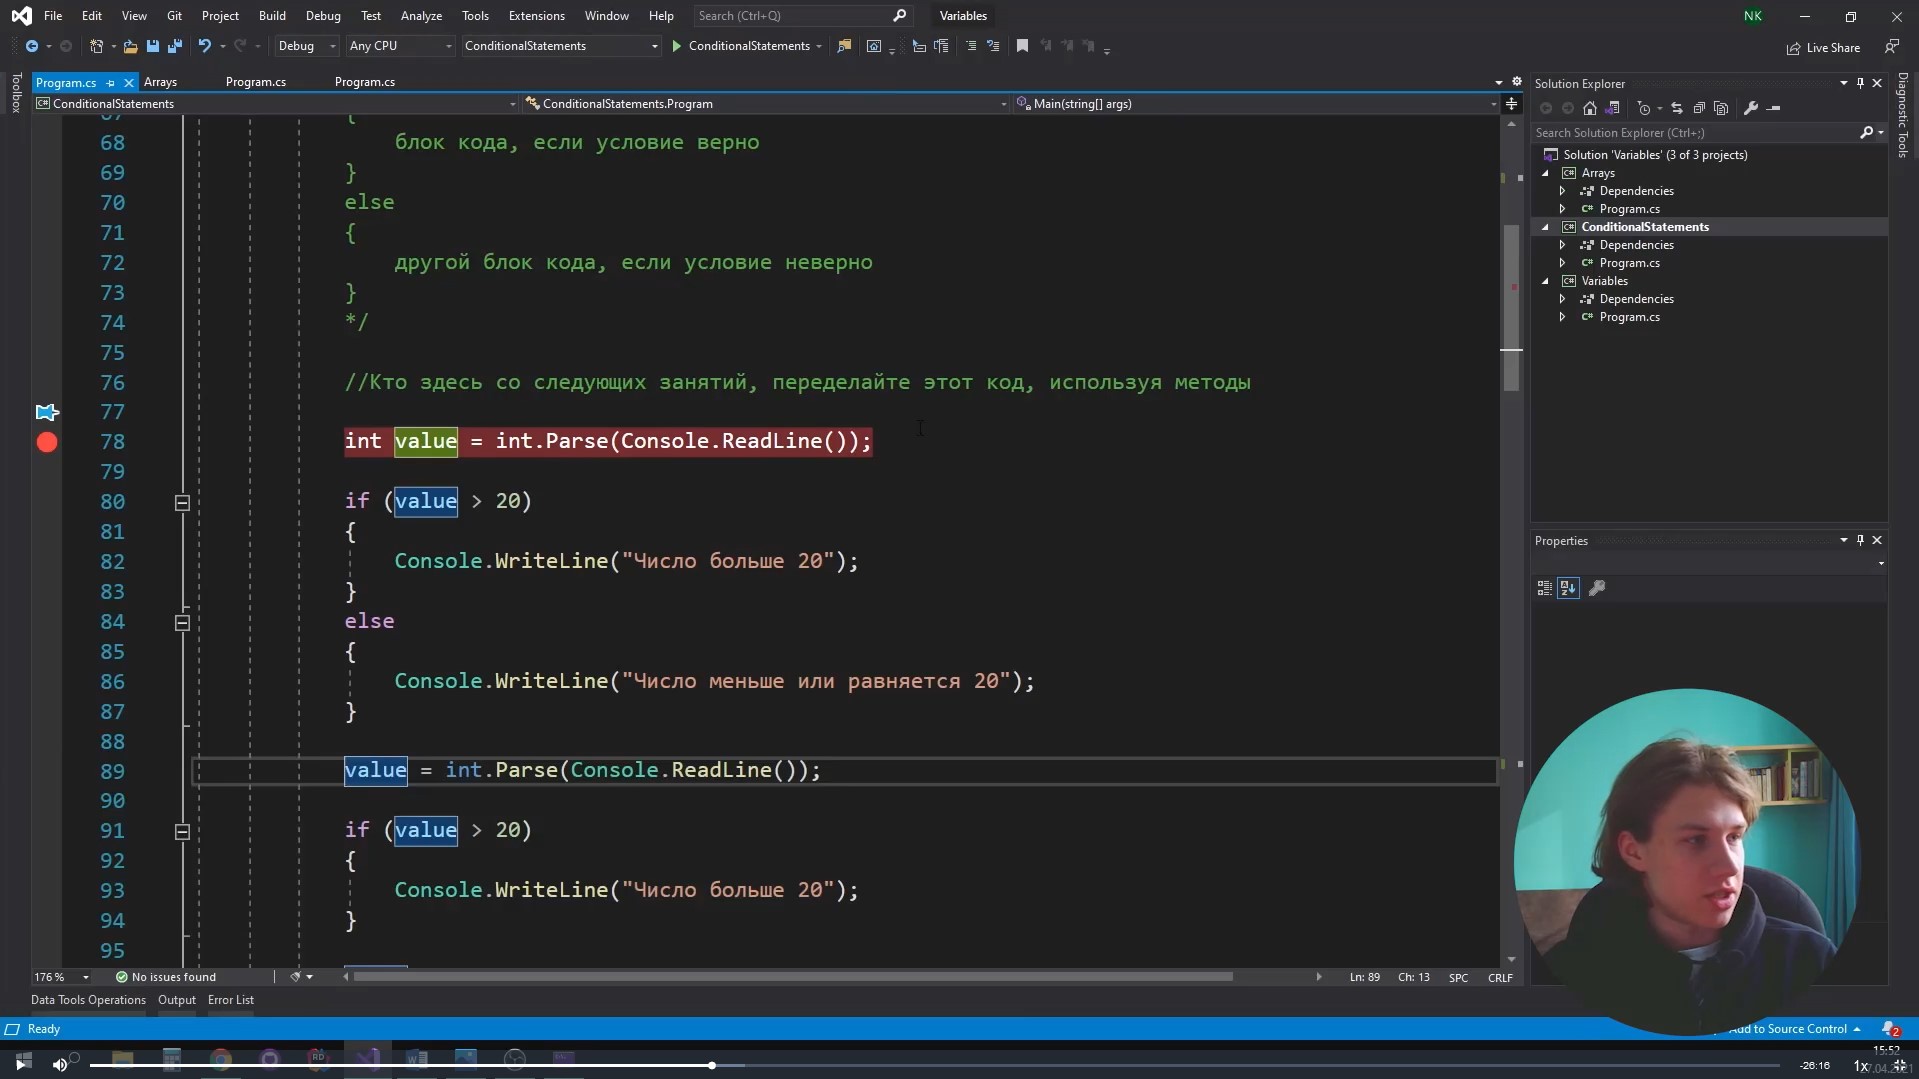 File Edit View Git Project Build Debug Test Analyze Tools Extensions Window Help Search (Ctrl+Q) Variables NK
Debug Any CPU ConditionalStatements ConditionalStatements Live Share
Toolbox
Program.cs Arrays Program.cs Program.cs
ConditionalStatements ConditionalStatements.Program Main(string[] args)
67 {
68 блок кода, если условие верно
69 }
70 else
71 {
72 другой блок кода, если условие неверно
73 }
74 */
75
76 //Кто здесь со следующих занятий, переделайте этот код, используя методы
77
78 int value = int.Parse(Console.ReadLine());
79
80 if (value > 20)
81 {
82 Console.WriteLine("Число больше 20");
83 }
84 else
85 {
86 Console.WriteLine("Число меньше или равняется 20");
87 }
88
89 value = int.Parse(Console.ReadLine());
90
91 if (value > 20)
92 {
93 Console.WriteLine("Число больше 20");
94 }
95
176 % No issues found Ln: 89 Ch: 13 SPC CRLF
Data Tools Operations Output Error List
Solution Explorer
Search Solution Explorer (Ctrl+;)
Solution 'Variables' (3 of 3 projects)
Arrays
Dependencies
C# Program.cs
ConditionalStatements
Dependencies
C# Program.cs
Variables
Dependencies
C# Program.cs
Properties
Diagnostic Tools
Ready Add to Source Control 2
15:52
-26:16 1x